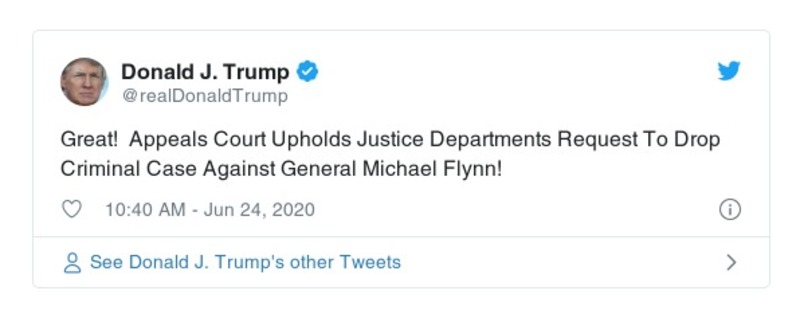 Donald J. Trump
@realDonaldTrump
Great!  Appeals Court Upholds Justice Departments Request To Drop
Criminal Case Against General Michael Flynn!
10:40 AM - Jun 24, 2020
See Donald J. Trump's other Tweets